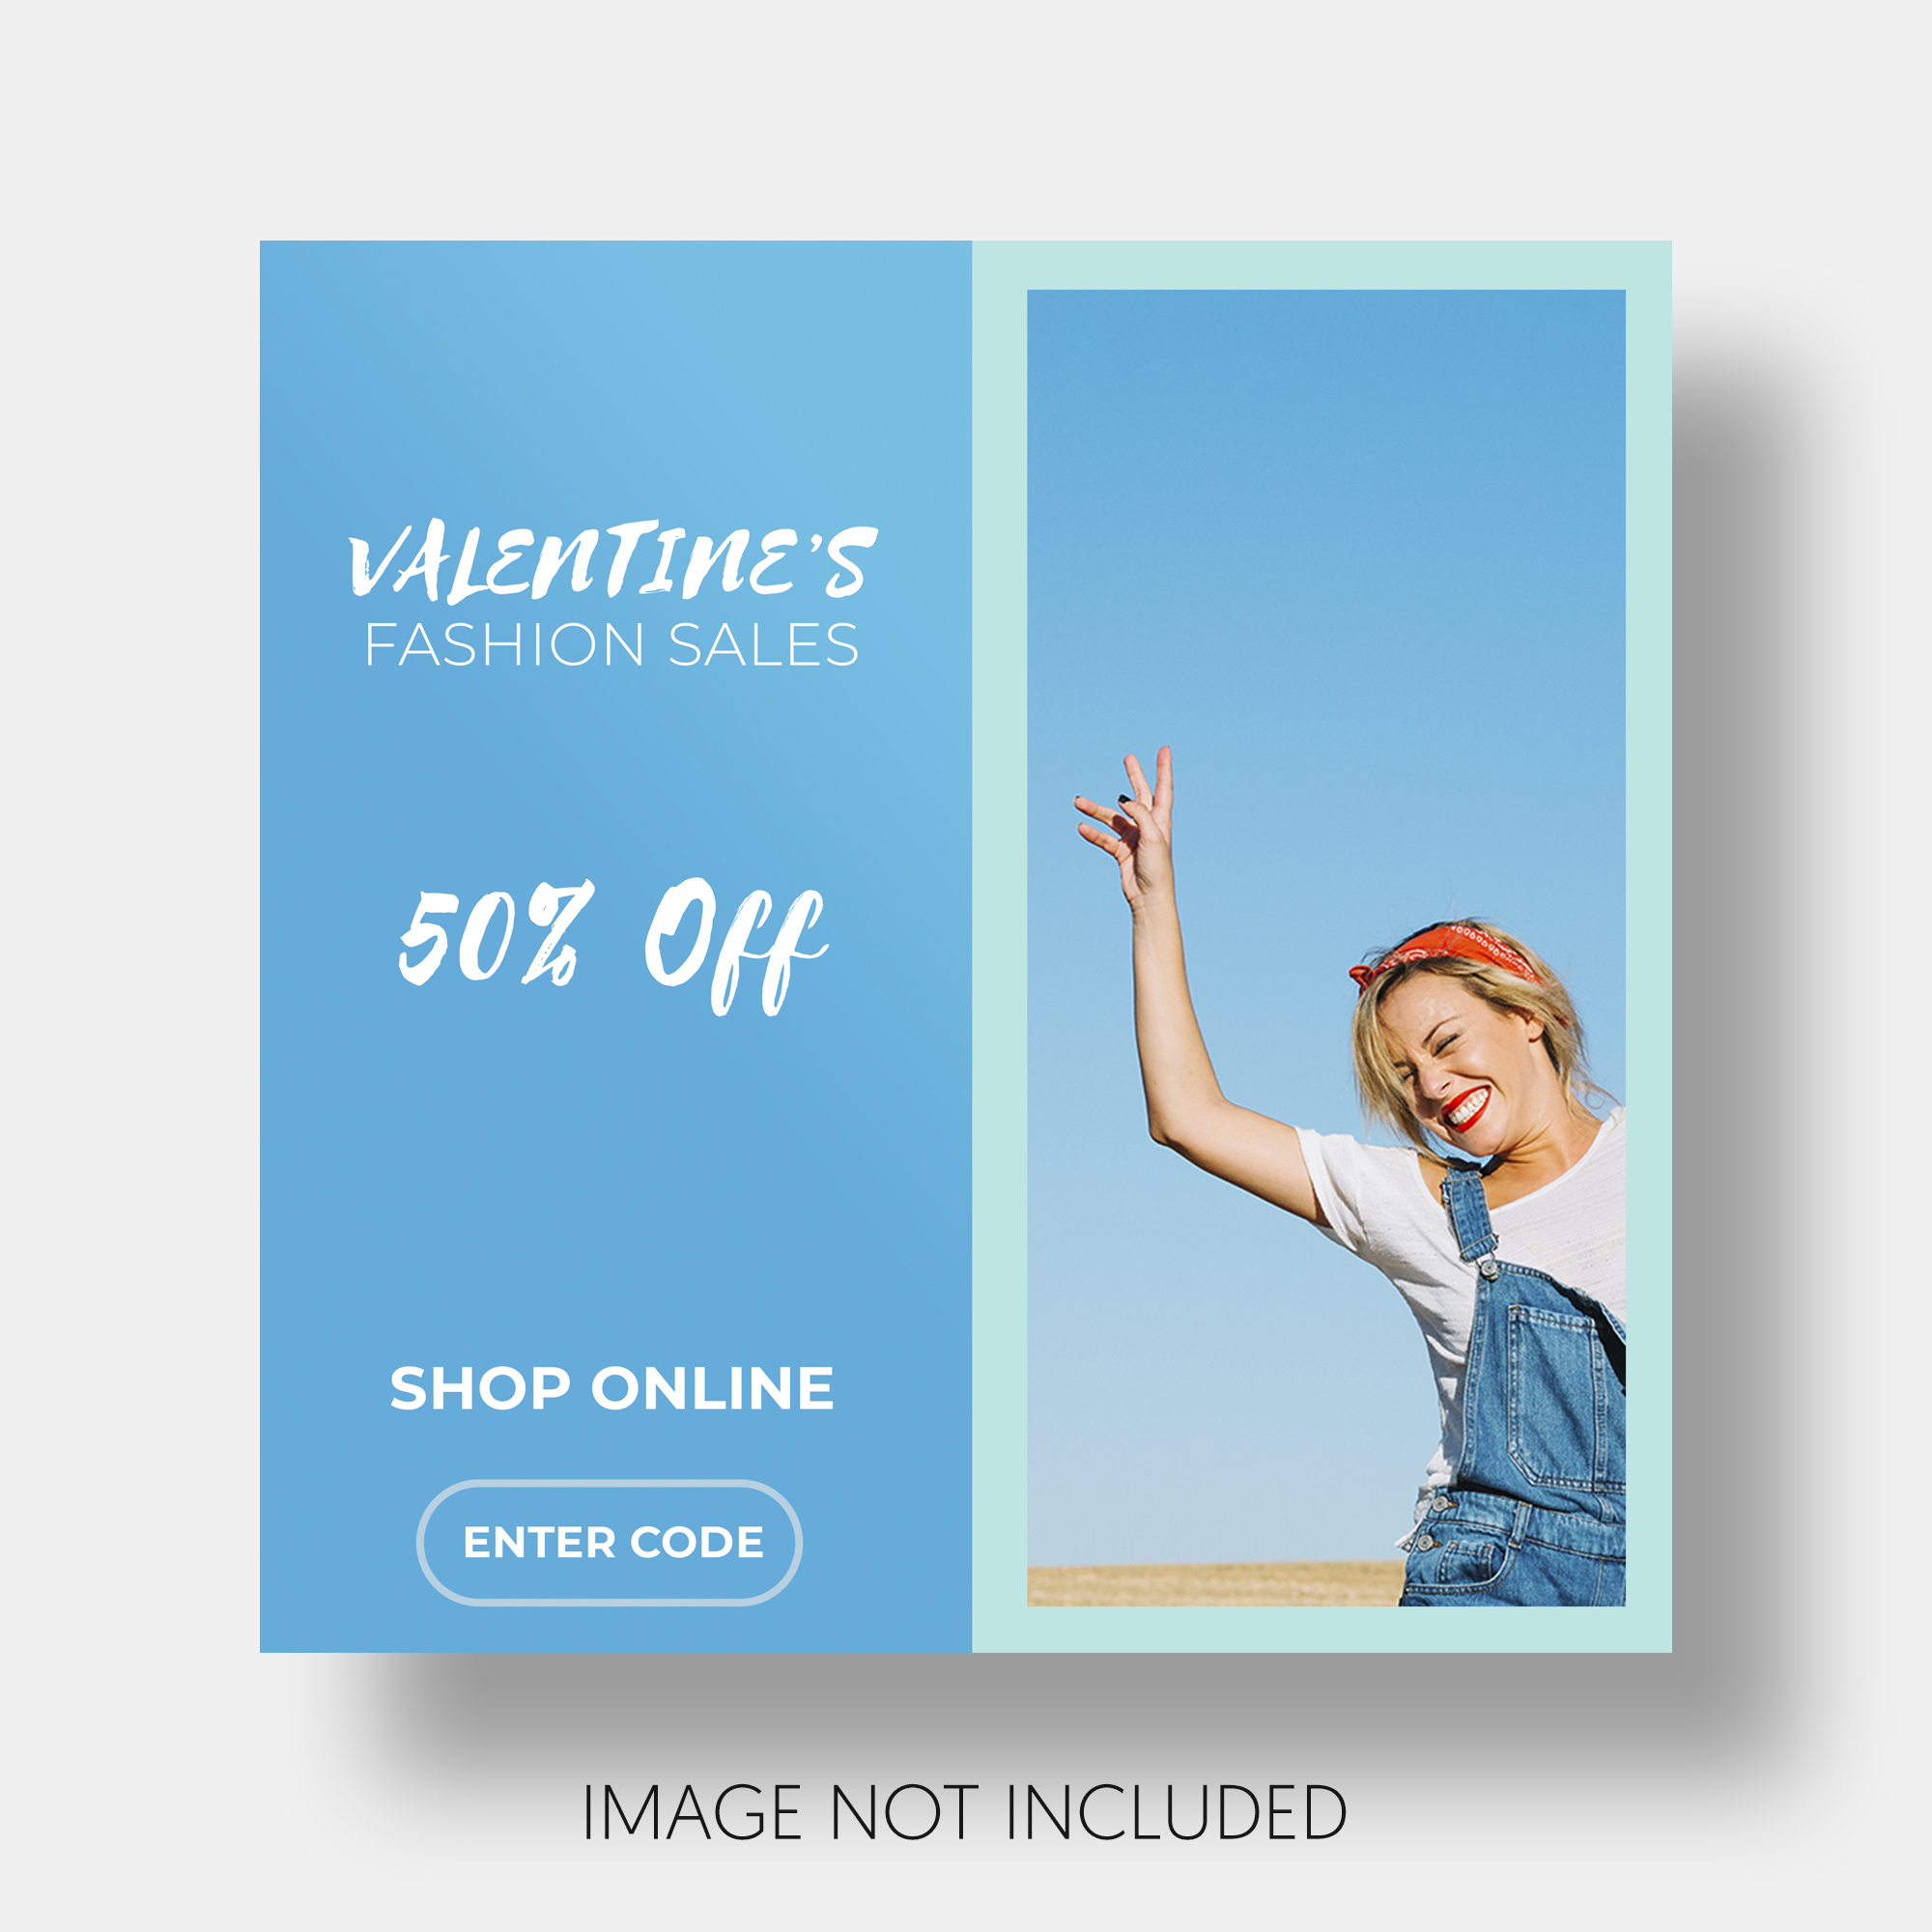 VALENTINE'S
FASHION SALES
50% Off
SHOP ONLINE
ENTER CODE
IMAGE NOT INCLUDED